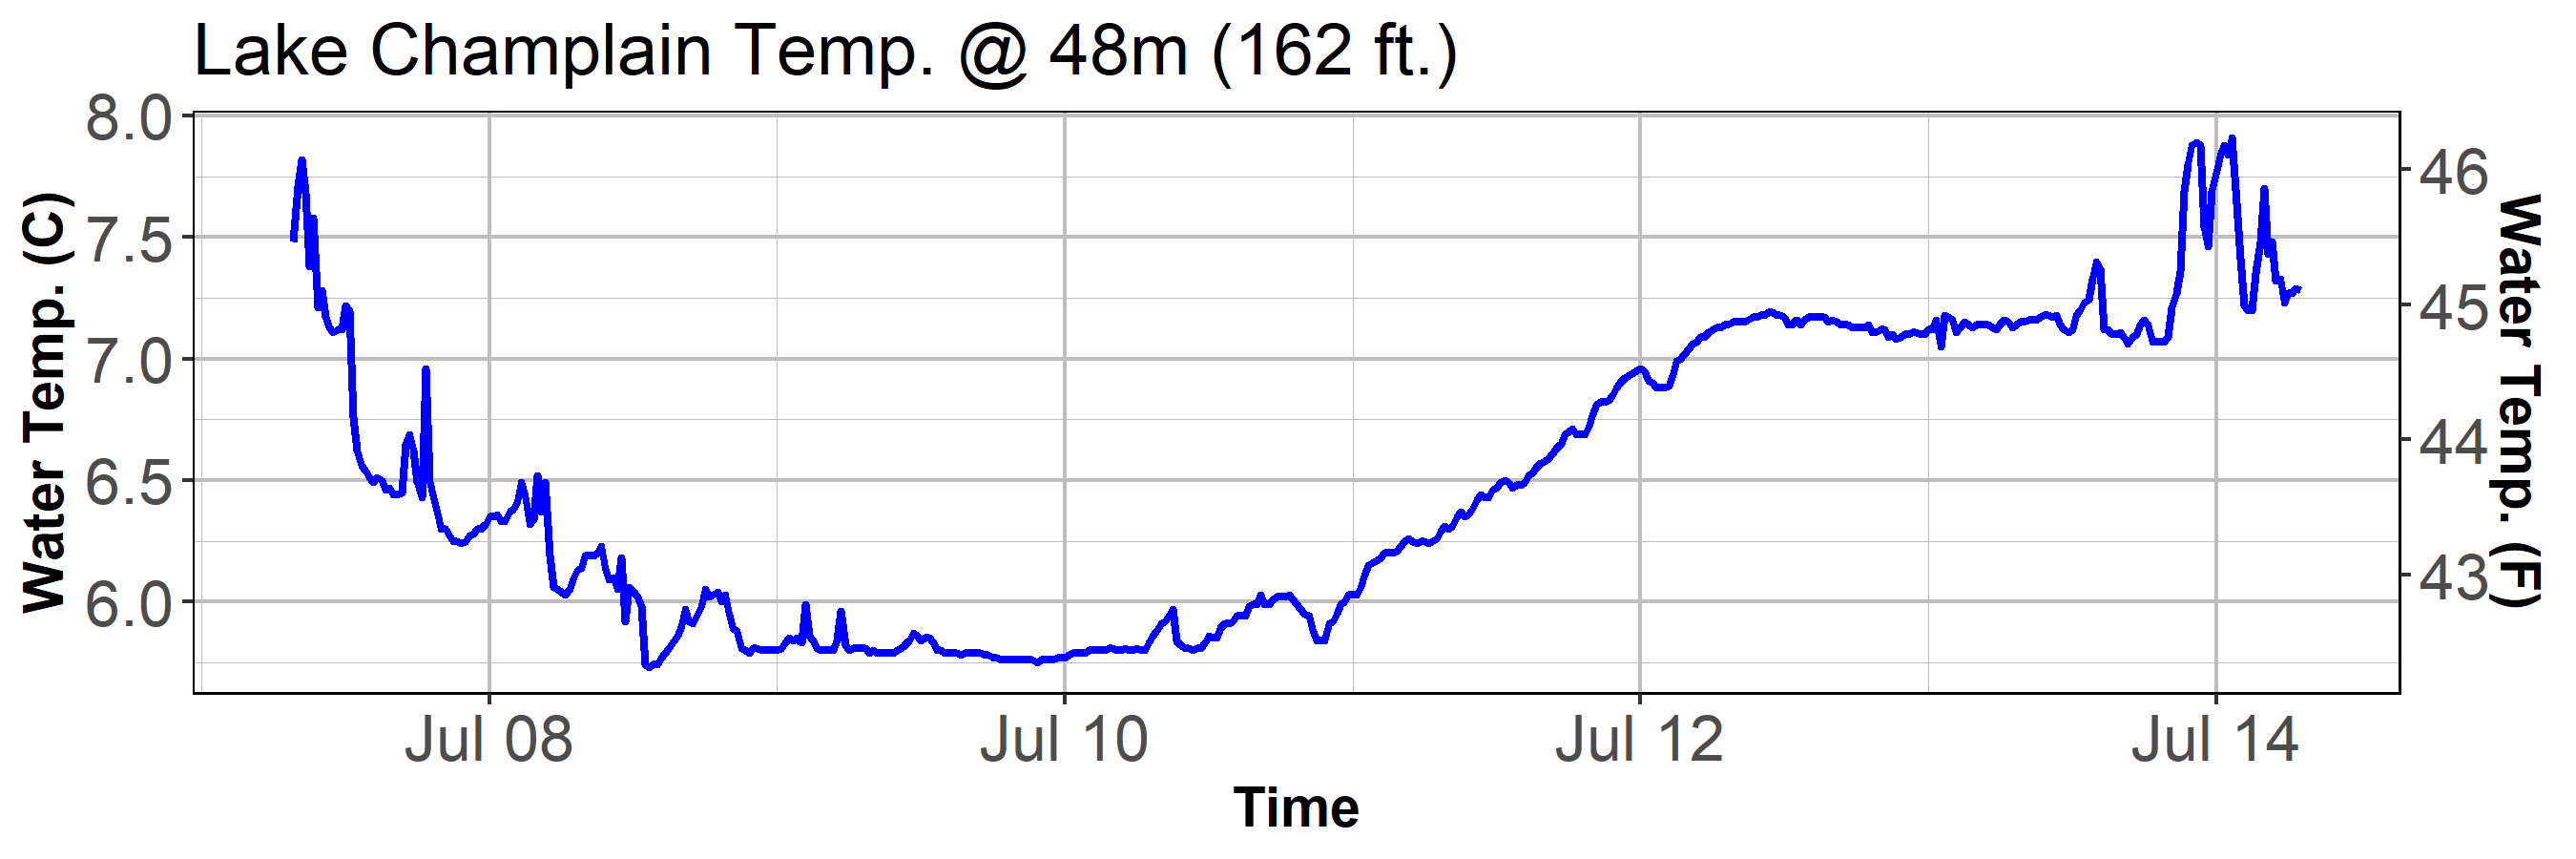 Lake Champlain Temp. @ 48m (162 ft.)
Water Temp. (C)
8.0
7.5
7.0
6.5
6.0
46
45
44
43
Water Temp. (F)
Jul 08 Jul 10 Jul 12 Jul 14
Time